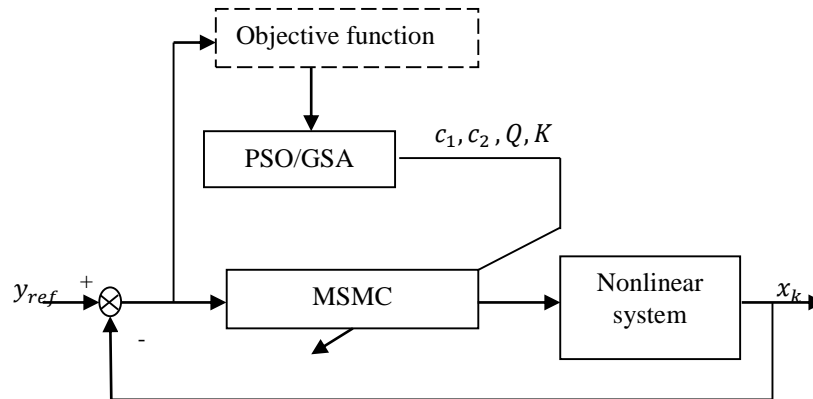 Objective function
PSO/GSA
c₁, c₂ , Q, K
y_ref
+
MSMC
Nonlinear
system
x_k
-